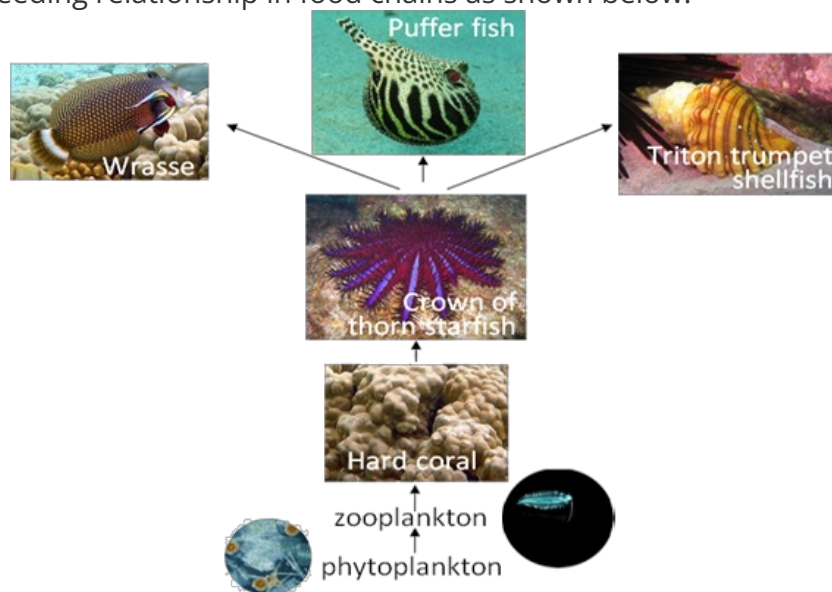 eeding relationship in food chains as shown below.
Puffer fish
Wrasse
Triton trumpet
shellfish
Crown of
thorn starfish
Hard coral
zooplankton
phytoplankton